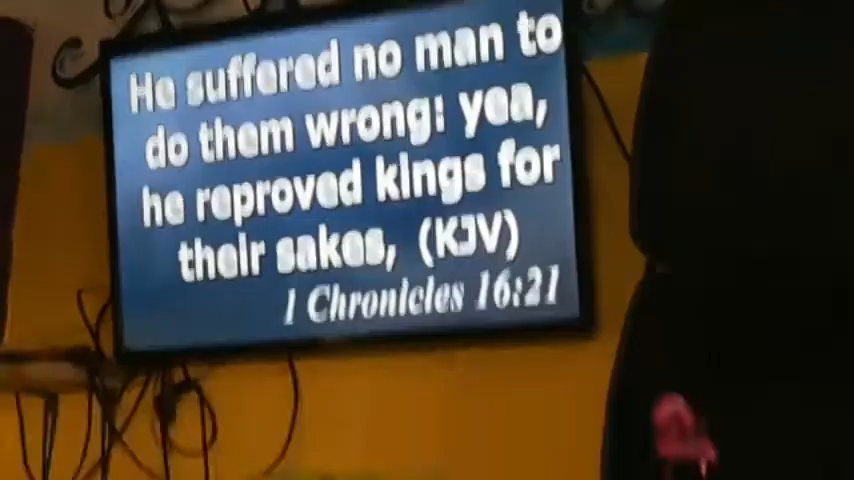 He suffered no man to
do them wrong: yea,
he reproved kings for
their sakes, (KJV)
1 Chronicles 16:21